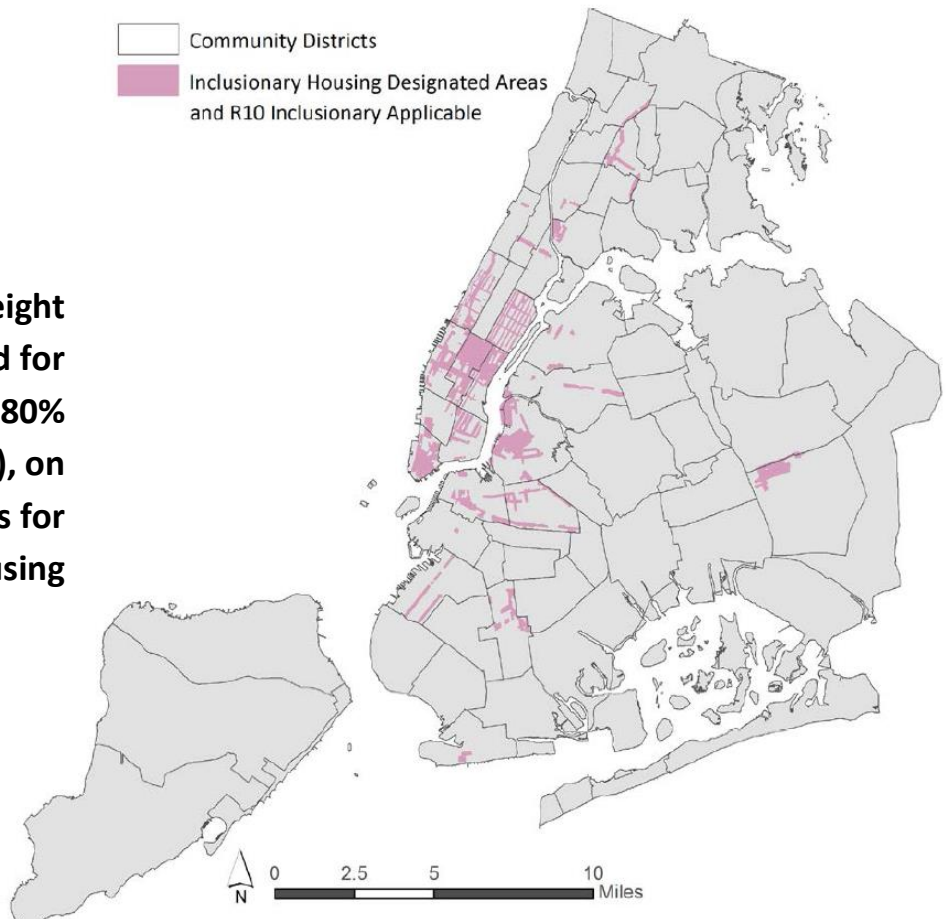 Community Districts
Inclusionary Housing Designated Areas
and R10 Inclusionary Applicable
eight
d for
80%
), on
s for
using
N
0 2.5 5 10
Miles